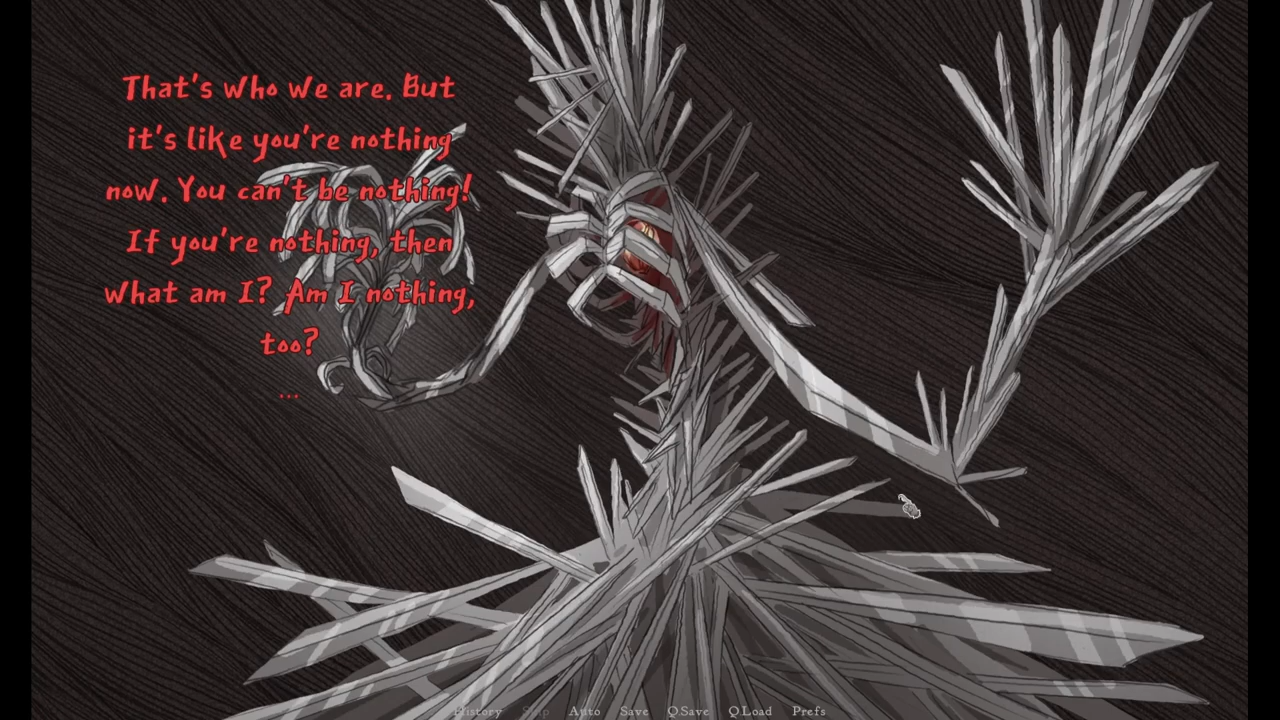 That's who we are. But
it's like you're nothing
now. You can't be nothing!
If you're nothing, then
what am I? Am I nothing,
too?
...
History Skip Auto Save Q.Save Q.Load Prefs